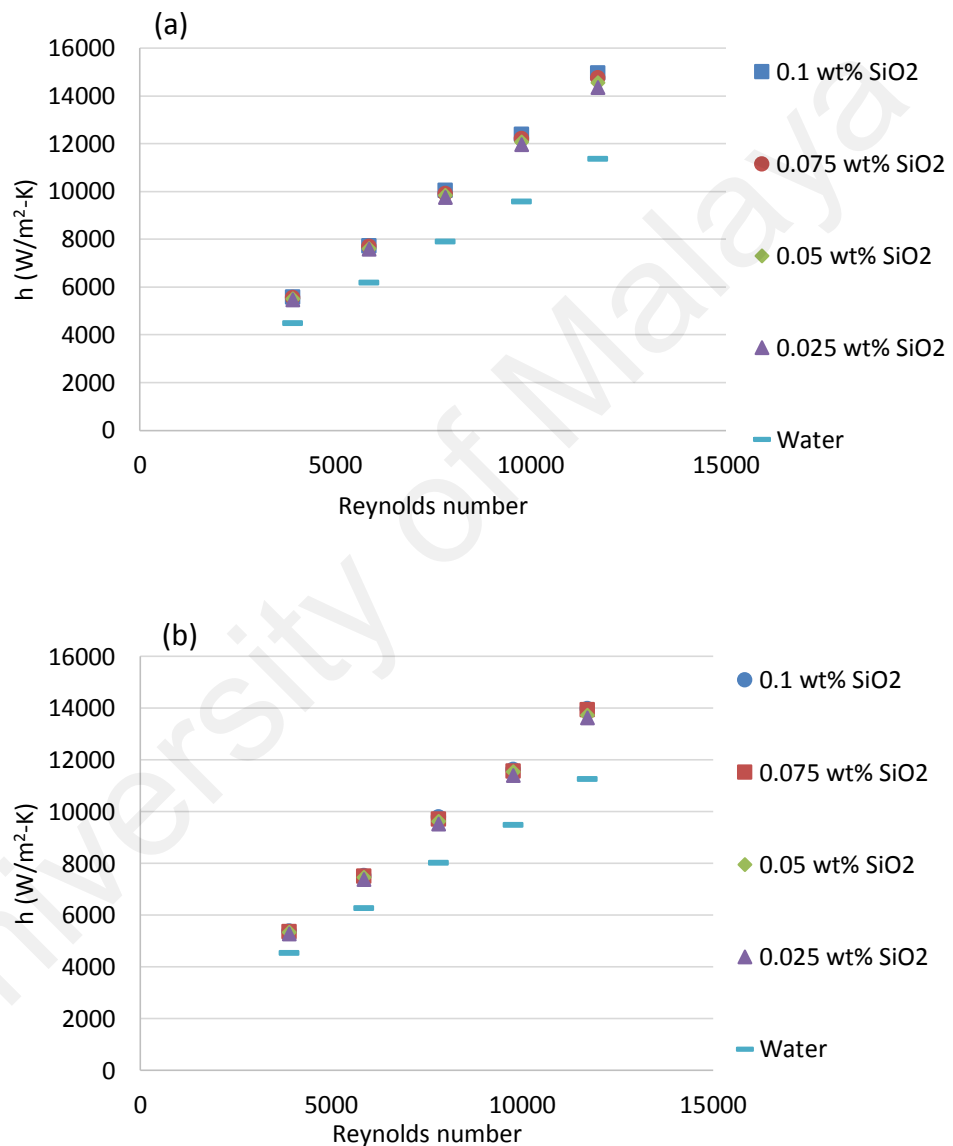 (a)
16000
14000
12000
10000
8000
6000
4000
2000
0
h (W/m²-K)
0 5000 10000 15000
Reynolds number
0.1 wt% SiO2
0.075 wt% SiO2
0.05 wt% SiO2
0.025 wt% SiO2
Water
(b)
16000
14000
12000
10000
8000
6000
4000
2000
0
h (W/m²-K)
0 5000 10000 15000
Reynolds number
0.1 wt% SiO2
0.075 wt% SiO2
0.05 wt% SiO2
0.025 wt% SiO2
Water
University of Malaya